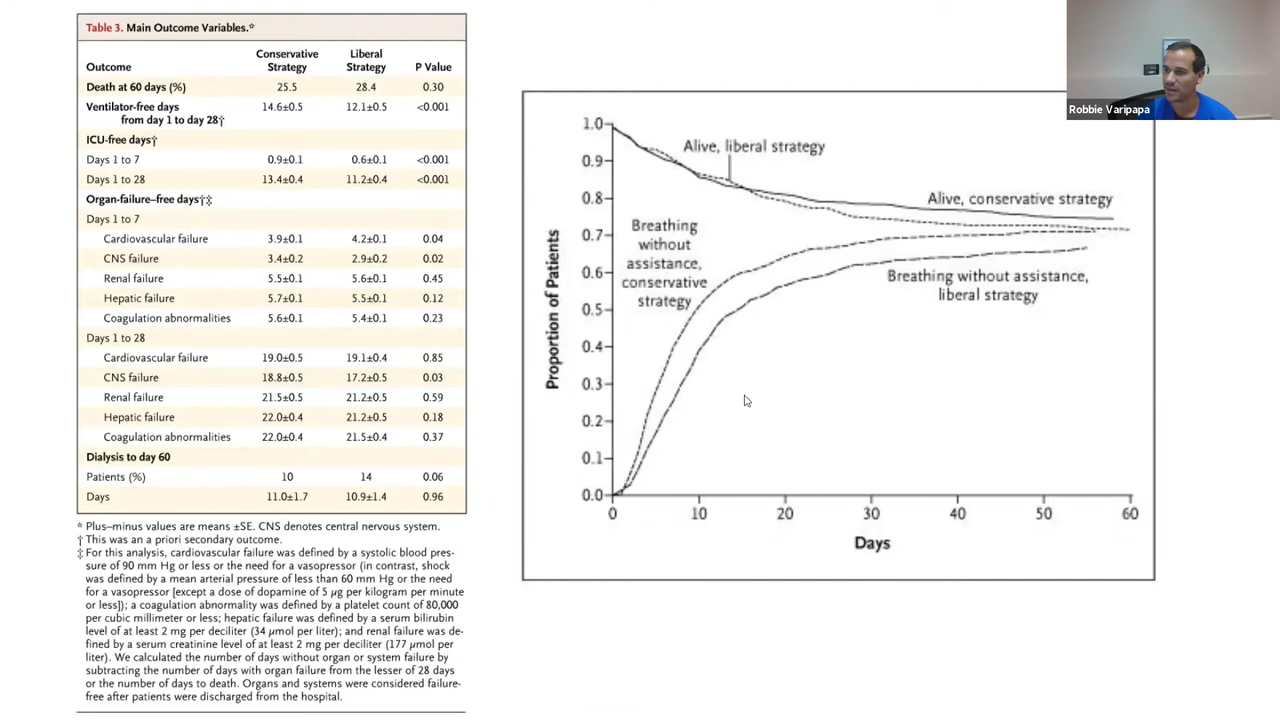 Table 3. Main Outcome Variables.*
Outcome
Conservative Strategy
Liberal Strategy
P Value
Death at 60 days (%) 25.5 28.4 0.30
Ventilator-free days from day 1 to day 28† 14.6±0.5 12.1±0.5 <0.001
ICU-free days†
Days 1 to 7 0.9±0.1 0.6±0.1 <0.001
Days 1 to 28 13.4±0.4 11.2±0.4 <0.001
Organ-failure–free days†‡
Days 1 to 7
Cardiovascular failure 3.9±0.1 4.2±0.1 0.04
CNS failure 3.4±0.2 2.9±0.2 0.02
Renal failure 5.5±0.1 5.6±0.1 0.45
Hepatic failure 5.7±0.1 5.5±0.1 0.12
Coagulation abnormalities 5.6±0.1 5.4±0.1 0.23
Days 1 to 28
Cardiovascular failure 19.0±0.5 19.1±0.4 0.85
CNS failure 18.8±0.5 17.2±0.5 0.03
Renal failure 21.5±0.5 21.2±0.5 0.59
Hepatic failure 22.0±0.4 21.2±0.5 0.18
Coagulation abnormalities 22.0±0.4 21.5±0.4 0.37
Dialysis to day 60
Patients (%) 10 14 0.06
Days 11.0±1.7 10.9±1.4 0.96
* Plus–minus values are means ±SE. CNS denotes central nervous system.
† This was an a priori secondary outcome.
‡ For this analysis, cardiovascular failure was defined by a systolic blood pres-
sure of 90 mm Hg or less or the need for a vasopressor (in contrast, shock
was defined by a mean arterial pressure of less than 60 mm Hg or the need
for a vasopressor [except a dose of dopamine of 5 μg per kilogram per minute
or less]); a coagulation abnormality was defined by a platelet count of 80,000
per cubic millimeter or less; hepatic failure was defined by a serum bilirubin
level of at least 2 mg per deciliter (34 μmol per liter); and renal failure was de-
fined by a serum creatinine level of at least 2 mg per deciliter (177 μmol per
liter). We calculated the number of days without organ or system failure by
subtracting the number of days with organ failure from the lesser of 28 days
or the number of days to death. Organs and systems were considered failure-
free after patients were discharged from the hospital.
Robbie Varipapa
Proportion of Patients
1.0
0.9
0.8
0.7
0.6
0.5
0.4
0.3
0.2
0.1
0.0
Alive, liberal strategy
Alive, conservative strategy
Breathing
without
assistance,
conservative
strategy
Breathing without assistance,
liberal strategy
0 10 20 30 40 50 60
Days